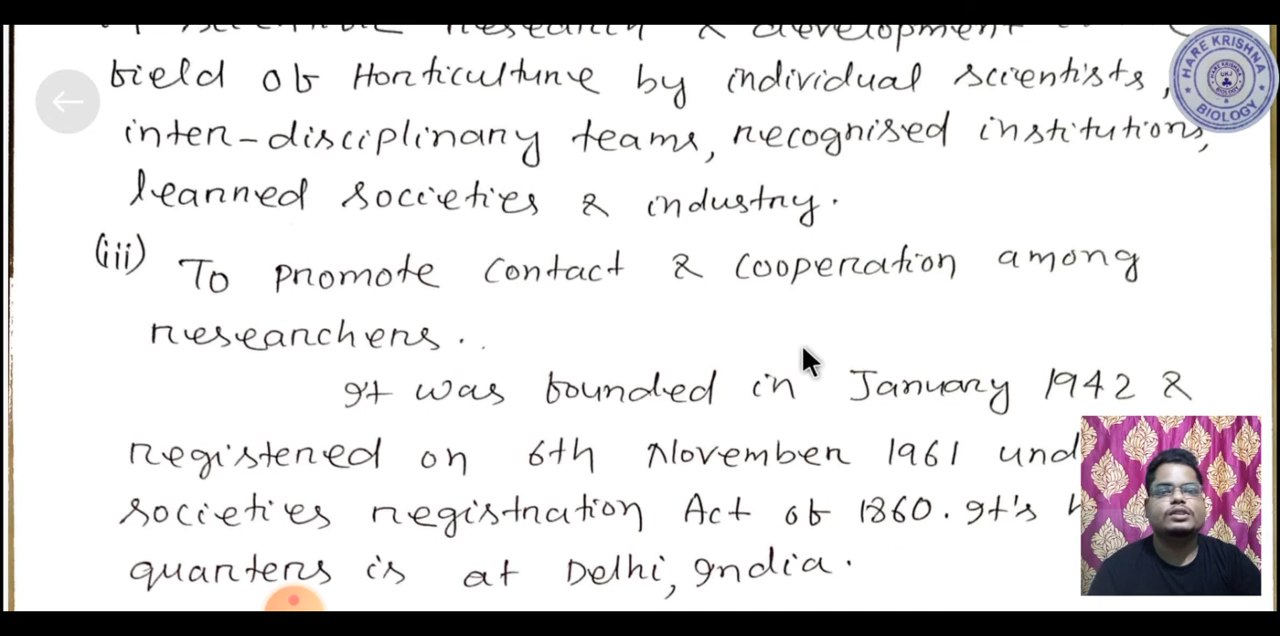 Research & development
field of Horticulture by individual scientists,
inter-disciplinary teams, recognised institutions,
learned societies & industry.
(iii) To promote contact & cooperation among
researchers.
It was founded in January 1942 &
registered on 6th November 1961 und
societies registration Act of 1860. It's
quarters is at Delhi, India.
HARE KRISHNA
BIOLOGY